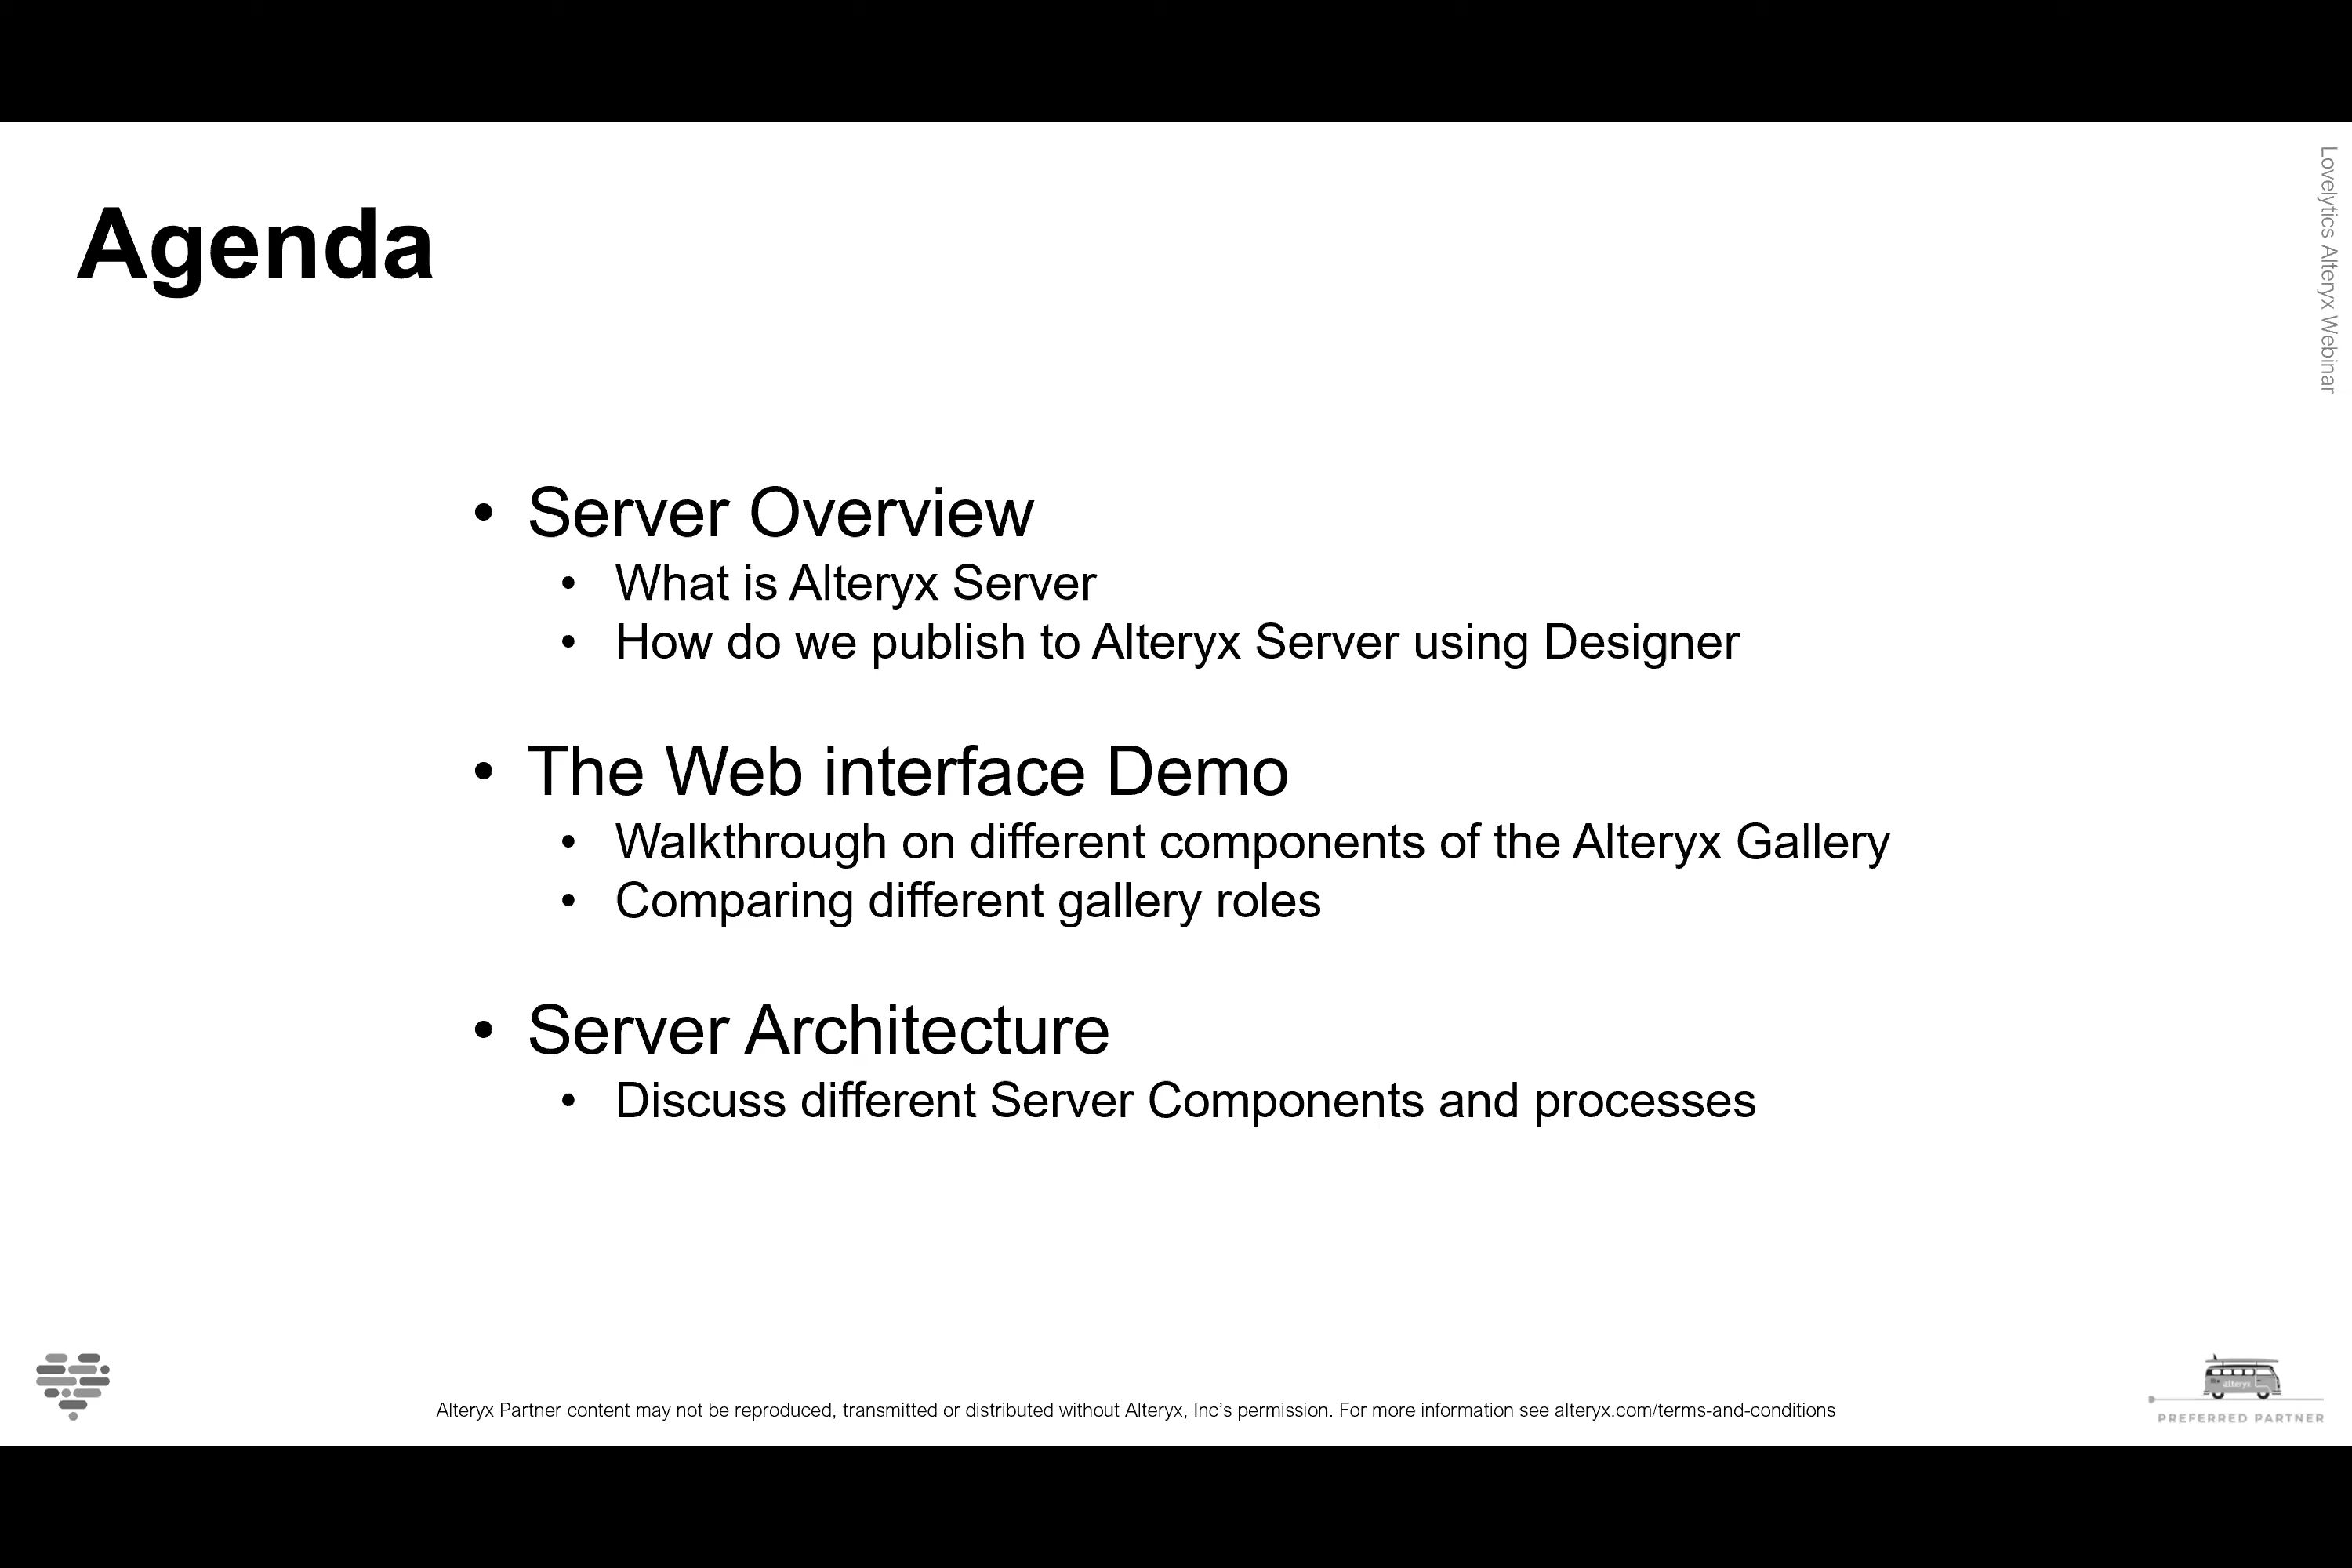 Lovelytics Alteryx Webinar
Agenda
• Server Overview
• What is Alteryx Server
• How do we publish to Alteryx Server using Designer
• The Web interface Demo
• Walkthrough on different components of the Alteryx Gallery
• Comparing different gallery roles
• Server Architecture
• Discuss different Server Components and processes
Alteryx Partner content may not be reproduced, transmitted or distributed without Alteryx, Inc’s permission. For more information see alteryx.com/terms-and-conditions
alteryx
PREFERRED PARTNER